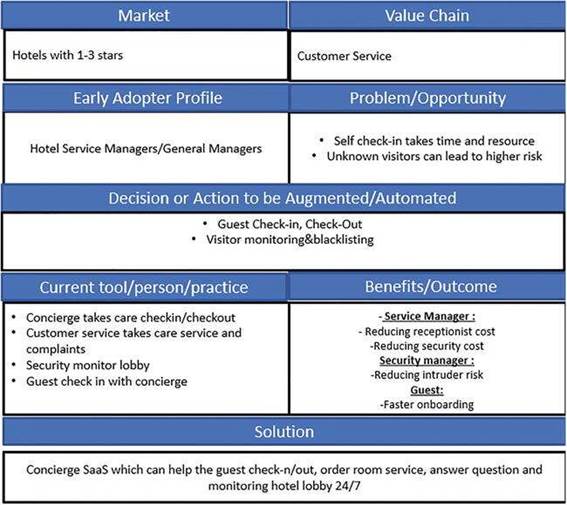 Market
Value Chain
Hotels with 1-3 stars
Customer Service
Early Adopter Profile
Problem/Opportunity
Hotel Service Managers/General Managers
• Self check-in takes time and resource
• Unknown visitors can lead to higher risk
Decision or Action to be Augmented/Automated
• Guest Check-in, Check-Out
• Visitor monitoring&blacklisting
Current tool/person/practice
Benefits/Outcome
• Concierge takes care checkin/checkout
• Customer service takes care service and
complaints
• Security monitor lobby
• Guest check in with concierge
- Service Manager :
- Reducing receptionist cost
-Reducing security cost
Security manager :
-Reducing intruder risk
Guest:
-Faster onboarding
Solution
Concierge SaaS which can help the guest check-n/out, order room service, answer question and
monitoring hotel lobby 24/7